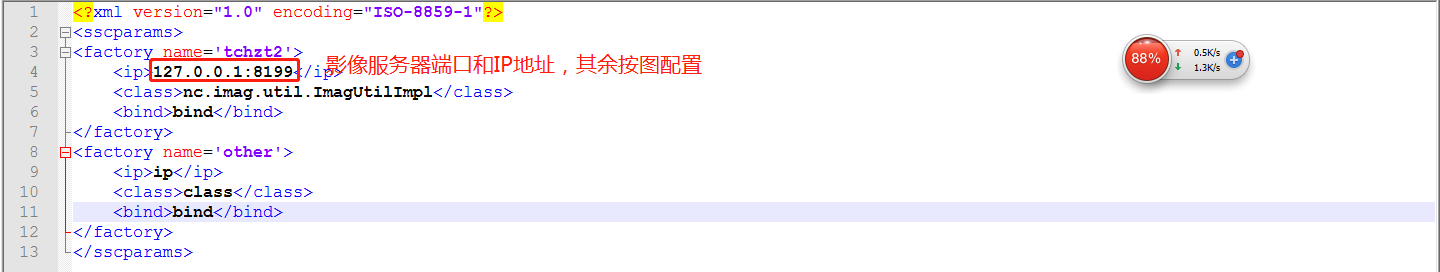 1 <?xml version="1.0" encoding="ISO-8859-1"?>
2 <sscparams>
3 <factory name='tchzt2'>
4 <ip>127.0.0.1:8199</ip>
影像服务器端口和IP地址，其余按图配置
5 <class>nc.imag.util.ImagUtilImpl</class>
6 <bind>bind</bind>
7 </factory>
8 <factory name='other'>
9 <ip>ip</ip>
10 <class>class</class>
11 <bind>bind</bind>
12 </factory>
13 </sscparams>
88%
0.5K/s
1.3K/s